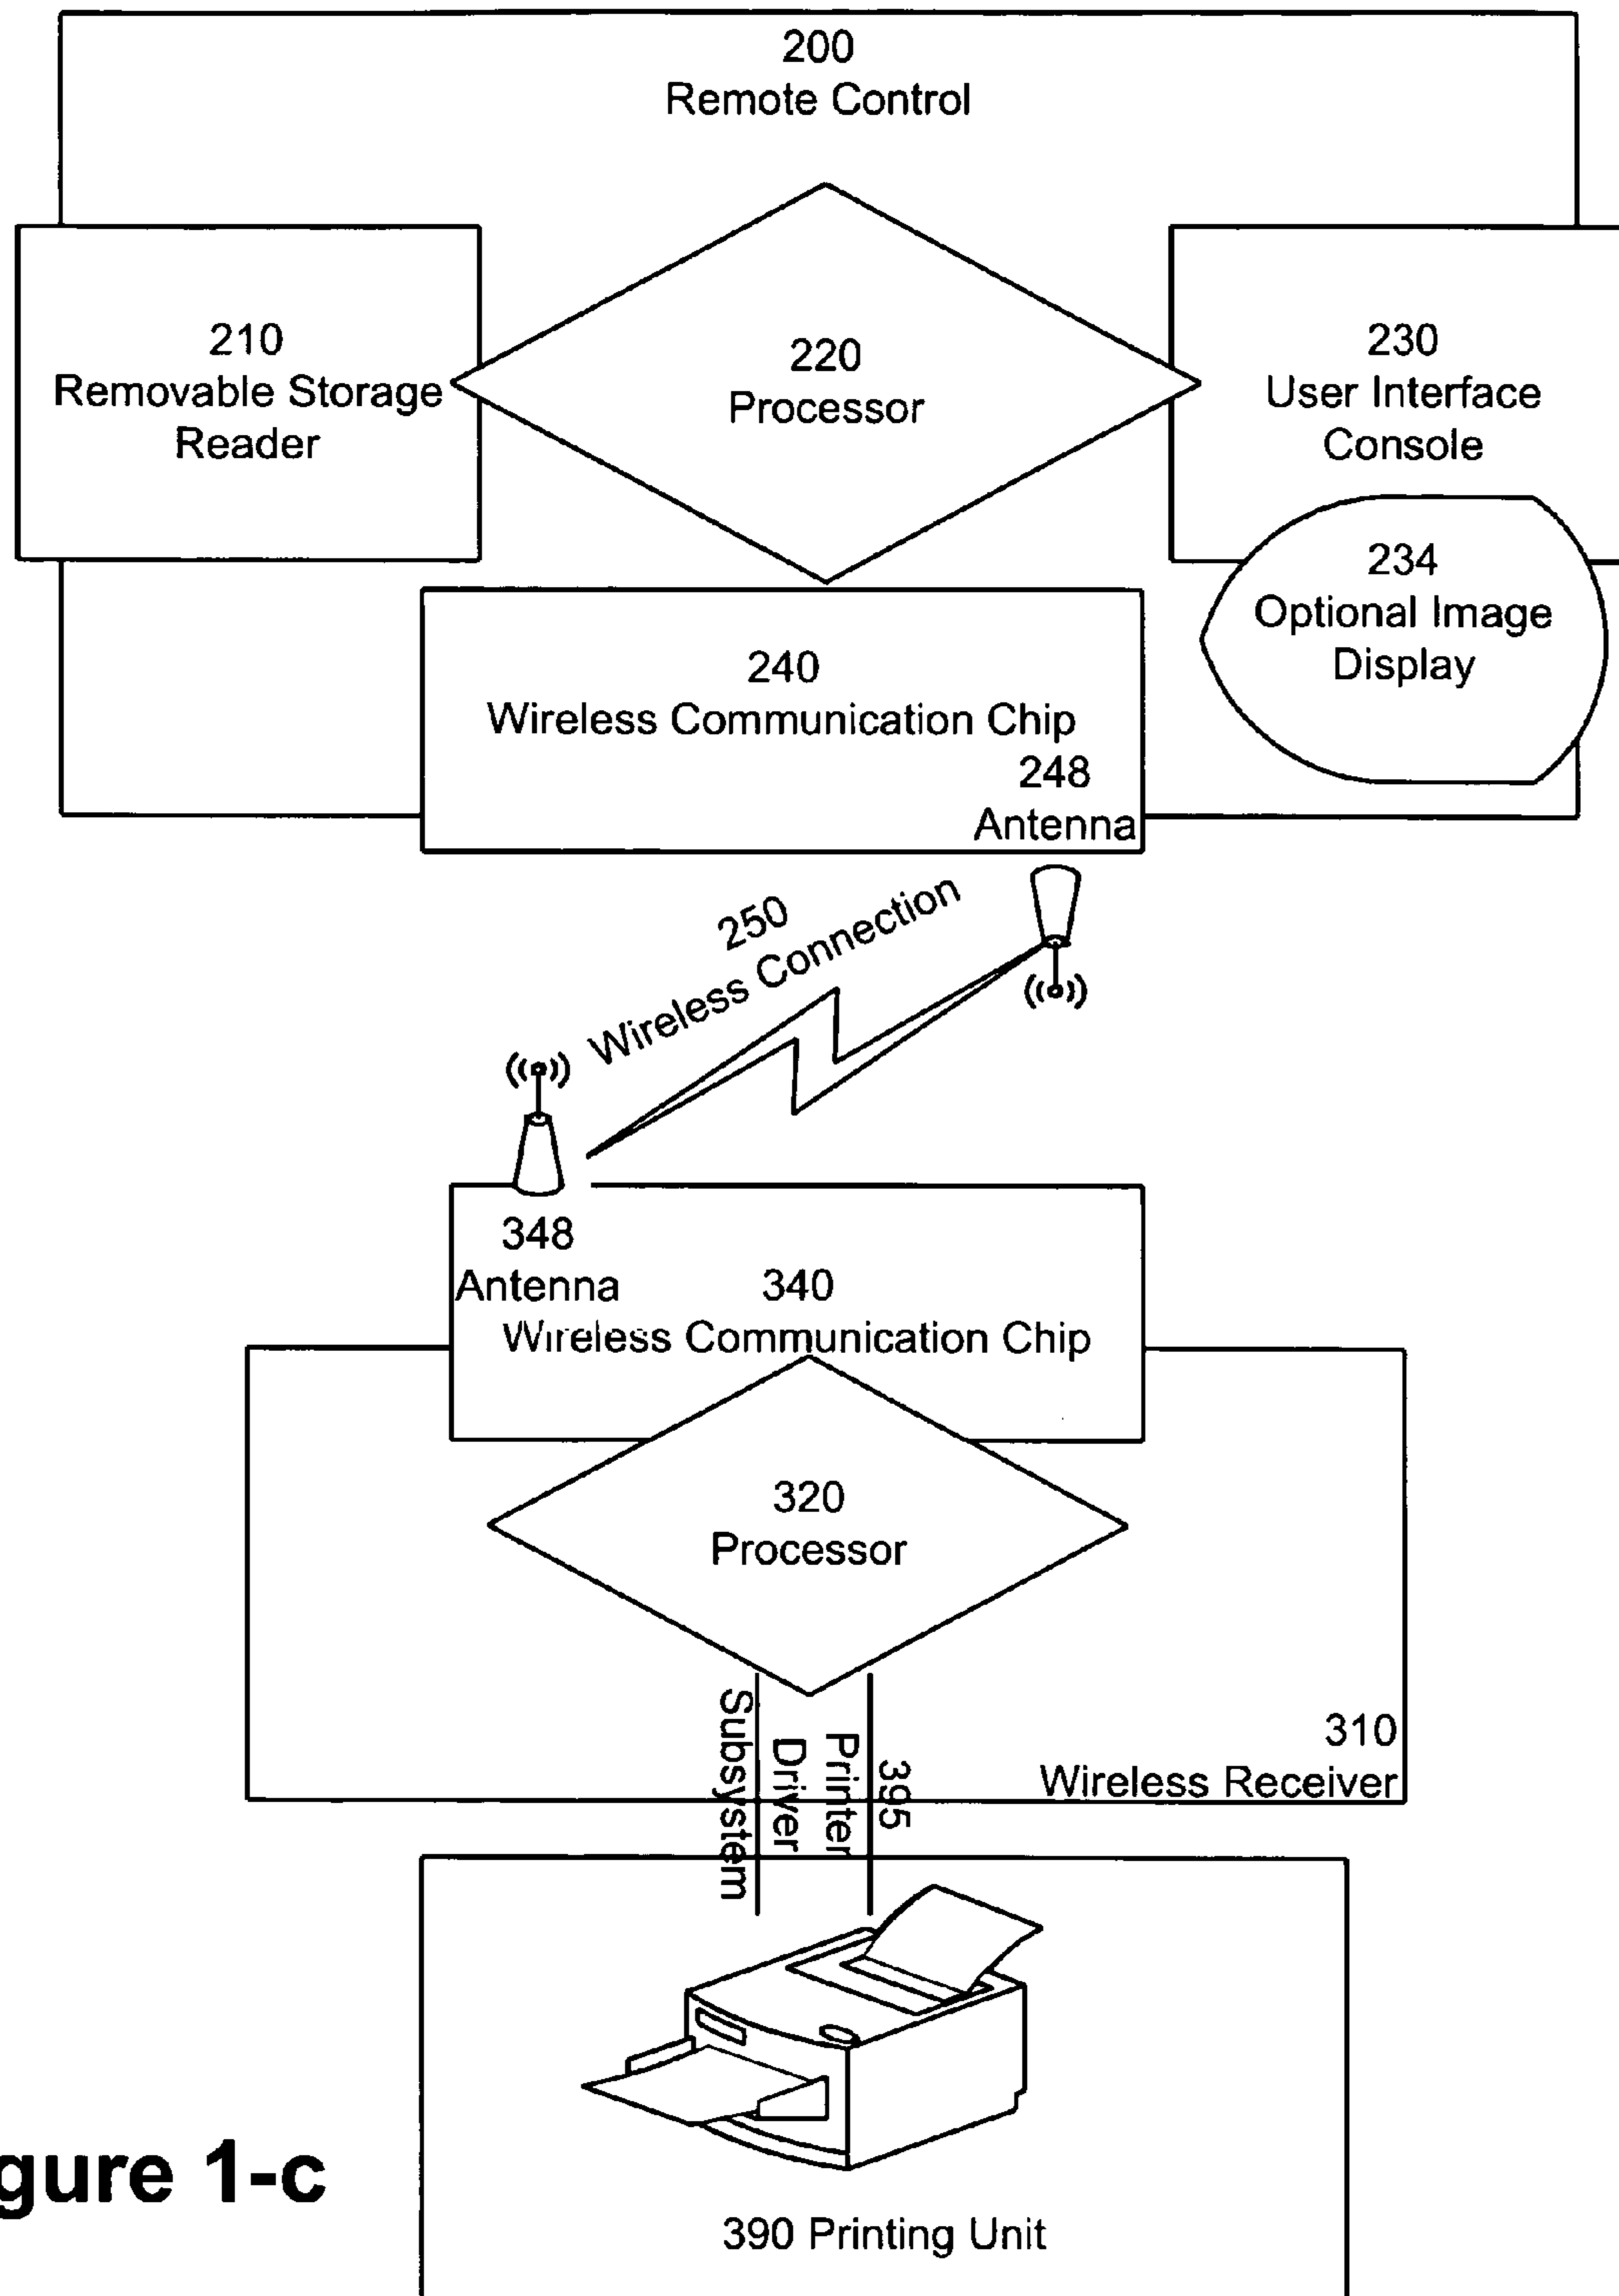 200
Remote Control
210
Removable Storage
Reader
220
Processor
230
User Interface
Console
234
Optional Image
Display
240
Wireless Communication Chip
248
Antenna
250
Wireless Connection
348
Antenna
340
Wireless Communication Chip
320
Processor
395
Printer
Driver
Subsystem
310
Wireless Receiver
390 Printing Unit
gure 1-c